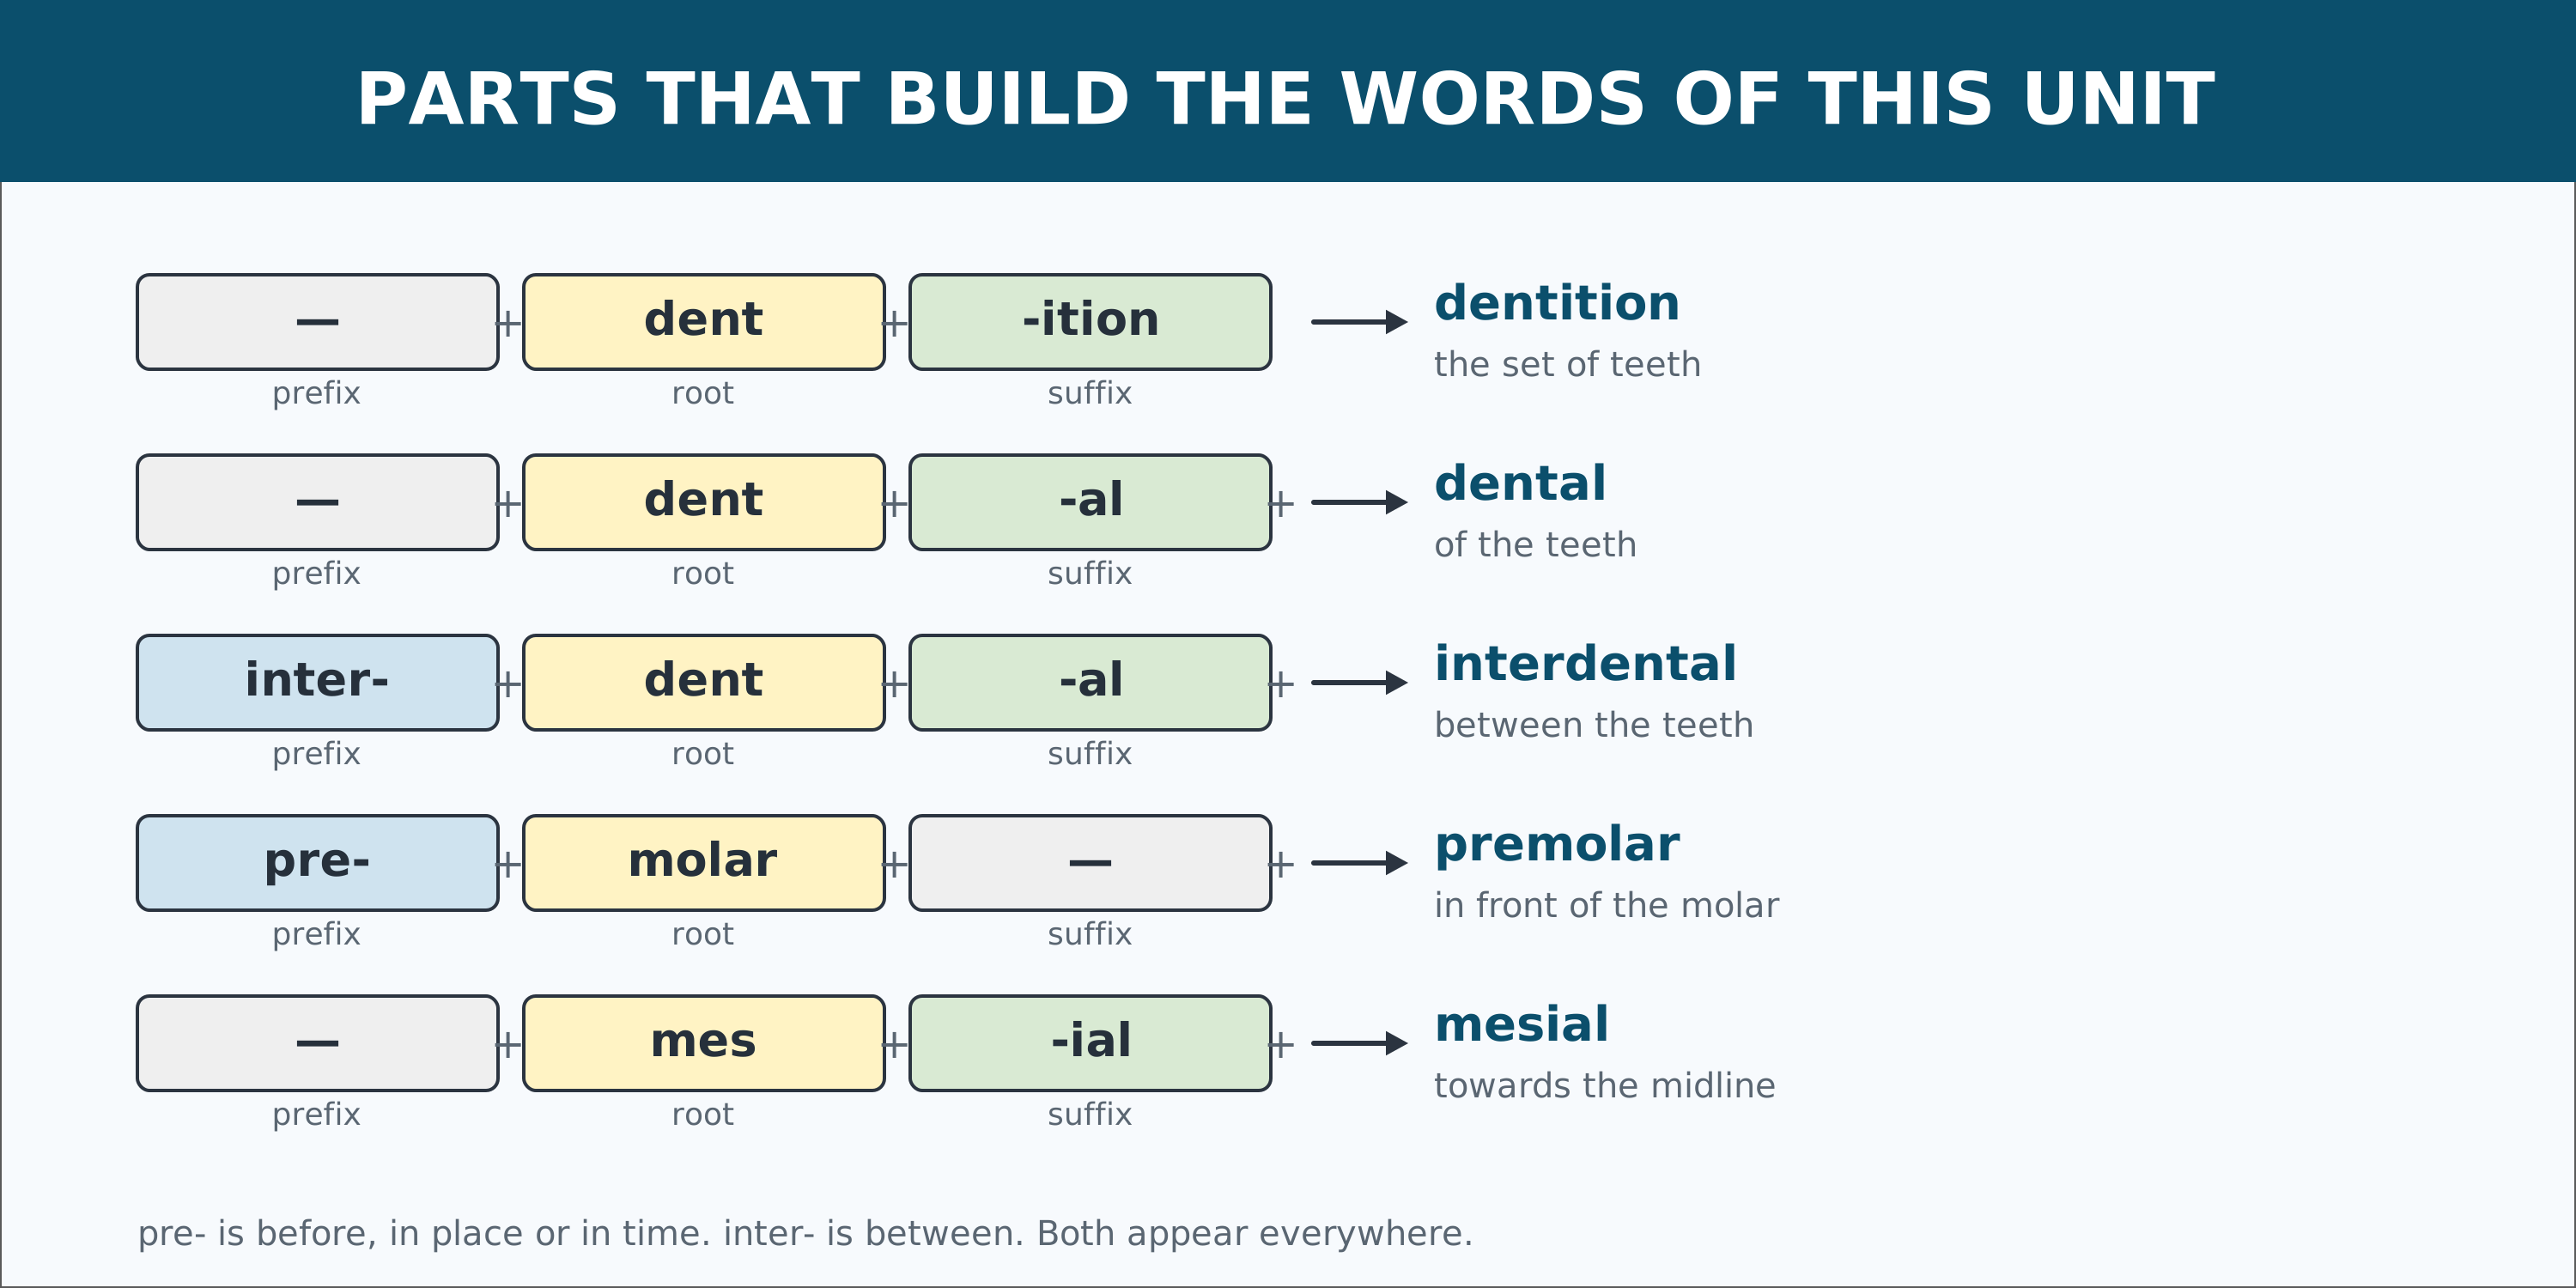 PARTS THAT BUILD THE WORDS OF THIS UNIT
— + dent + -ition → dentition
the set of teeth
prefix root suffix
— + dent + -al + → dental
of the teeth
prefix root suffix
inter- + dent + -al + → interdental
between the teeth
prefix root suffix
pre- + molar + — + → premolar
in front of the molar
prefix root suffix
— + mes + -ial + → mesial
towards the midline
prefix root suffix
pre- is before, in place or in time. inter- is between. Both appear everywhere.